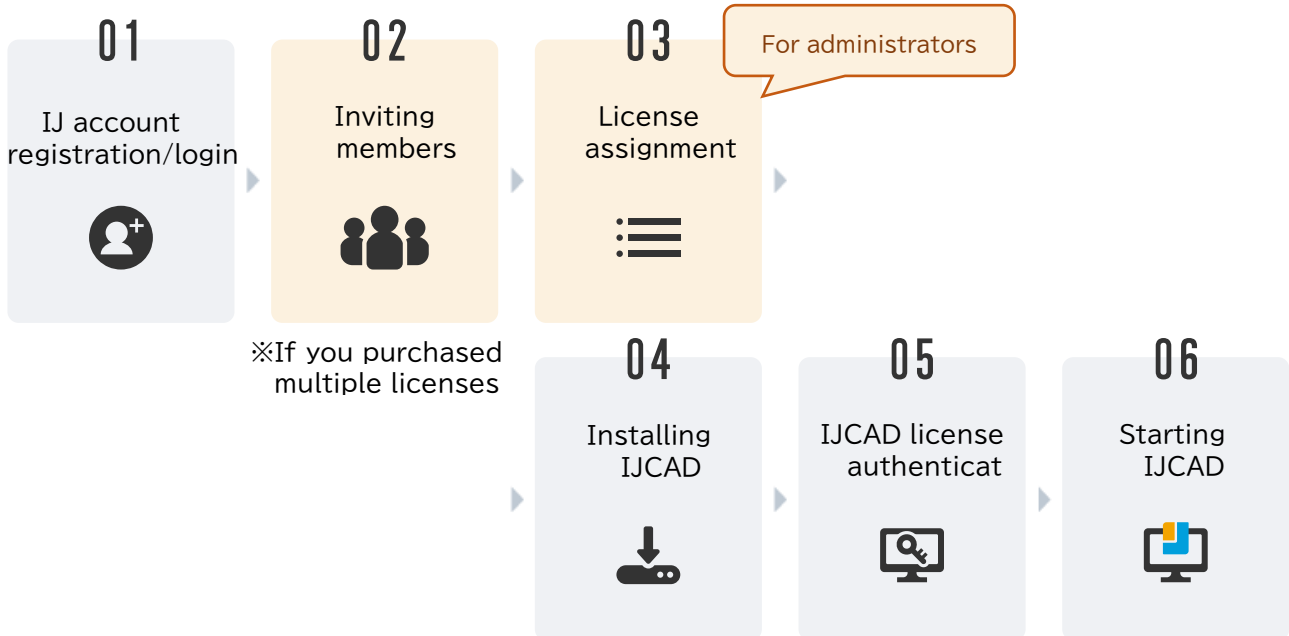 01
IJ account
registration/login
02
Inviting
members
※If you purchased
multiple licenses
03
License
assignment
For administrators
04
Installing
IJCAD
05
IJCAD license
authenticat
06
Starting
IJCAD